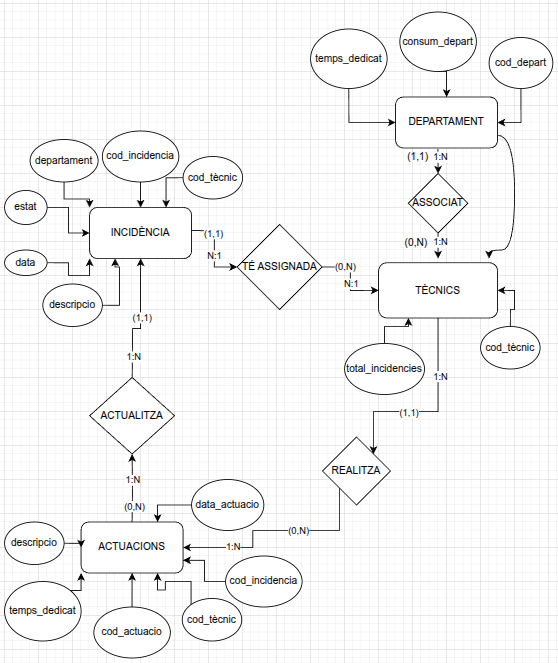 consum_depart
temps_dedicat
cod_depart
DEPARTAMENT
(1,1) 1:N
ASSOCIAT
(0,N) 1:N
departament
cod_incidencia
cod_tècnic
estat
INCIDÈNCIA
data
descripcio
(1,1)
N:1
TÉ ASSIGNADA
(0,N)
N:1
TÈCNICS
total_incidencies
cod_tècnic
(1,1)
1:N
ACTUALITZA
1:N
(0,N)
1:N
(1,1)
REALITZA
(0,N)
1:N
data_actuacio
descripcio
ACTUACIONS
temps_dedicat
cod_actuacio
cod_tècnic
cod_incidencia